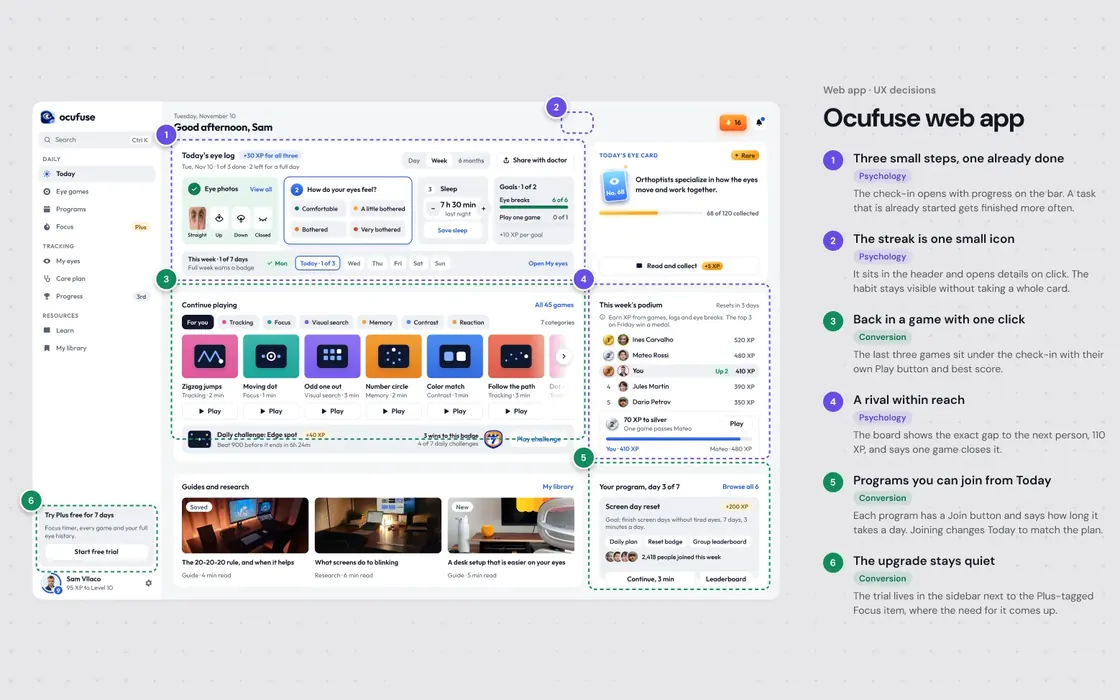 Web app · UX decisions
Ocufuse web app
1
Three small steps, one already done
Psychology
The check-in opens with progress on the bar. A task
that is already started gets finished more often.
2
The streak is one small icon
Psychology
It sits in the header and opens details on click. The
habit stays visible without taking a whole card.
3
Back in a game with one click
Conversion
The last three games sit under the check-in with their
own Play button and best score.
4
A rival within reach
Psychology
The board shows the exact gap to the next person, 110
XP, and says one game closes it.
5
Programs you can join from Today
Conversion
Each program has a Join button and says how long it
takes a day. Joining changes Today to match the plan.
6
The upgrade stays quiet
Conversion
The trial lives in the sidebar next to the Plus-tagged
Focus item, where the need for it comes up.
ocufuse
Search Ctrl K
DAILY
Today
Eye games
Programs
Focus Plus
TRACKING
My eyes
Care plan
Progress 3rd
RESOURCES
Learn
My library
6
Try Plus free for 7 days
Focus timer, every game and your full
eye history.
Start free trial
Sam Vilaco
95 XP to Level 10
9
Tuesday, November 10
Good afternoon, Sam
1
2
16
Today's eye log +30 XP for all three
Tue, Nov 10 · 1 of 3 done · 2 left for a full day
Day Week 6 months Share with doctor
Eye photos View all
Straight Up Down Closed
2 How do your eyes feel?
Comfortable A little bothered
Bothered Very bothered
3 Sleep
− 7 h 30 min +
last night
Save sleep
Goals · 1 of 2
Eye breaks 6 of 6
Play one game 0 of 1
+10 XP per goal
This week · 1 of 7 days
Full week earns a badge
Mon Today · 1 of 3 Wed Thu Fri Sat Sun Open My eyes
TODAY'S EYE CARD Rare
No. 68
Orthoptists specialize in how the eyes
move and work together.
68 of 120 collected
Read and collect +5 XP
3
4
Continue playing All 45 games
For you Tracking Focus Visual search Memory Contrast Reaction 7 categories
Zigzag jumps Moving dot Odd one out Number circle Color match Follow the path Dot
Tracking · 2 min Focus · 1 min Visual search · 3 min Memory · 2 min Contrast · 1 min Tracking · 3 min
Play Play Play Play Play Play
Daily challenge: Edge spot +40 XP
Beat 900 before it ends in 6h 24m
3 wins to this badge
4 of 7 daily challenges
Play challenge
This week's podium Resets in 3 days
Earn XP from games, logs and eye breaks. The top 3
on Friday win a medal.
Ines Carvalho 520 XP
Mateo Rossi 480 XP
You Up 2 410 XP
4 Jules Martin 390 XP
5 Dario Petrov 350 XP
70 XP to silver
One game passes Mateo
Play
You · 410 XP Mateo · 480 XP
5
Guides and research My library
Saved
New
The 20-20-20 rule, and when it helps
Guide · 4 min read
What screens do to blinking
Research · 6 min read
A desk setup that is easier on your eyes
Guide · 5 min read
Your program, day 3 of 7 Browse all 6
Screen day reset +200 XP
Goal: finish screen days without tired eyes. 7 days, 3
minutes a day.
Daily plan Reset badge Group leaderboard
2,418 people joined this week
Continue, 3 min Leaderboard